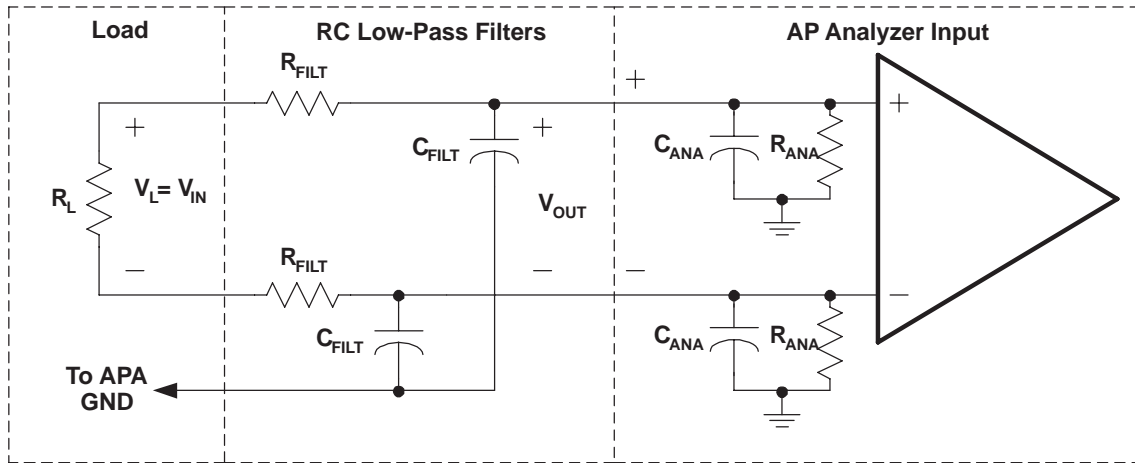 Load
RC Low-Pass Filters
AP Analyzer Input
R_FILT
+
+
+
+
C_FILT
C_ANA
R_ANA
R_L
V_L= V_IN
V_OUT
R_FILT
−
−
−
−
C_FILT
C_ANA
R_ANA
To APA
GND